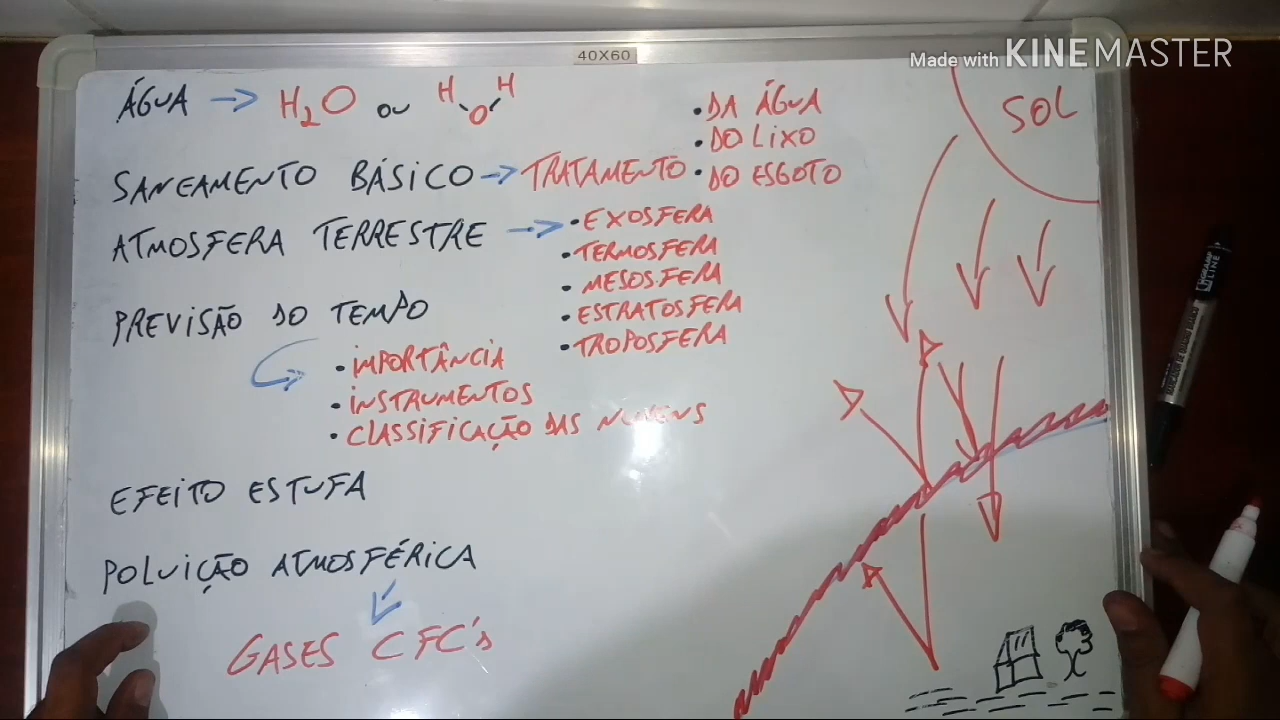 Made with KINEMASTER
40X60
ÁGUA → H₂O OU H O H
SANEAMENTO BÁSICO → TRATAMENTO
• DA ÁGUA
• DO LIXO
• DO ESGOTO
ATMOSFERA TERRESTRE →
• EXOSFERA
• TERMOSFERA
• MESOSFERA
• ESTRATOSFERA
• TROPOSFERA
PREVISÃO DO TEMPO
• IMPORTÂNCIA
• INSTRUMENTOS
• CLASSIFICAÇÃO DAS NUVENS
EFEITO ESTUFA
POLUIÇÃO ATMOSFÉRICA
GASES CFC's
SOL